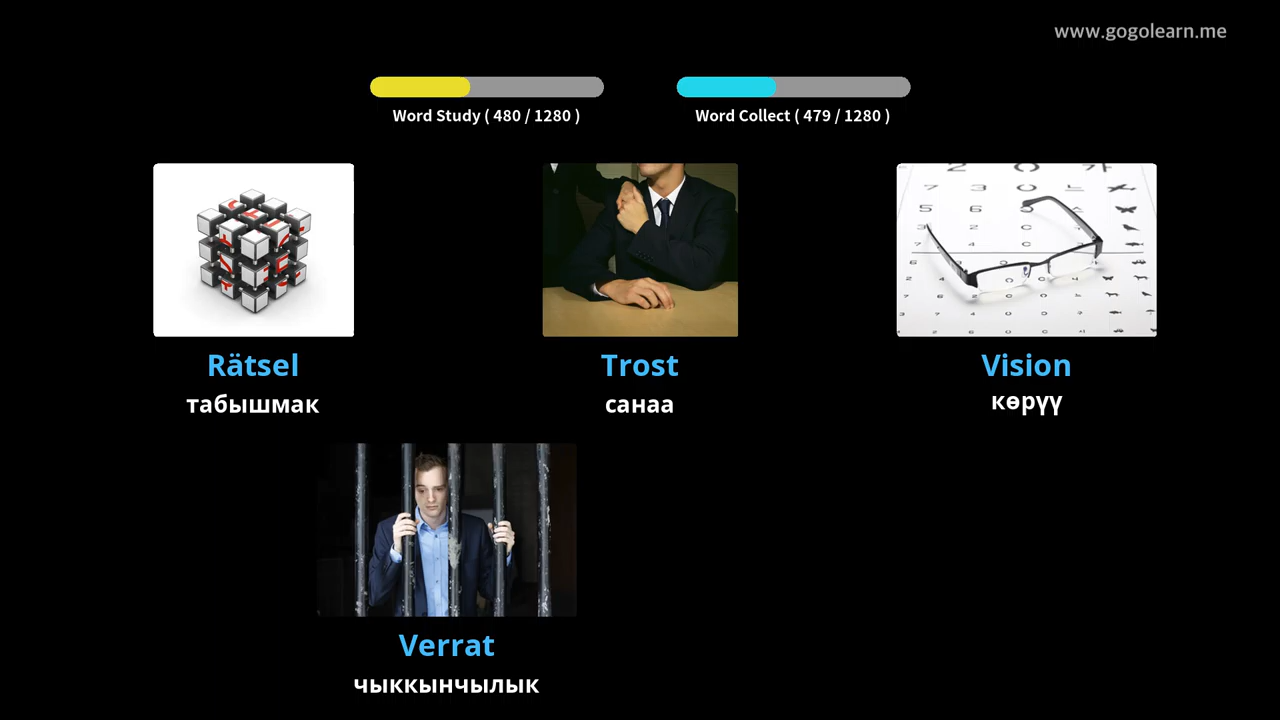 www.gogolearn.me
Word Study ( 480 / 1280 )
Word Collect ( 479 / 1280 )
Rätsel
табышмак
Trost
санаа
Vision
көрүү
Verrat
чыккынчылык